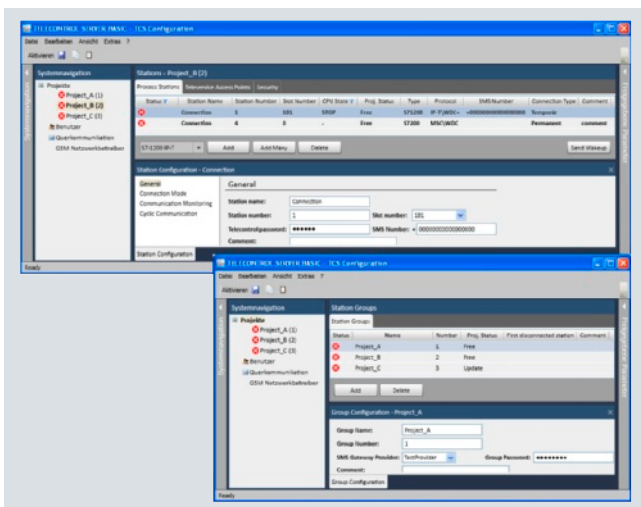 TELECONTROL SERVER BASIC - TCS Configuration
Datei Bearbeiten Ansicht Extras ?
Aktivieren
Systemnavigation
Projekte
Project_A (1)
Project_B (2)
Project_C (3)
Benutzer
Querkommunikation
GSM Netzwerkbetreiber
Stations - Project_B (2)
Process Stations Teleservice Access Points Security
Status Station Name Station Number Slot Number CPU State Proj. Status Type Protocol SMS Number Connection Type Comment
Connection 1 101 STOP Free Temporär
Connection 4 3 - Free S7200 MSC/WDC Permanent comment
Add Add Many Delete Send Wakeup
Station Configuration - Connection
General
Connection Mode
Communication Monitoring
Cyclic Communication
General
Station name: Connection
Station number: 1 Slot number: 101
Telecontrol password: ●●●●●● SMS Number: +
Comment:
Station Configuration
Ready
TELECONTROL SERVER BASIC - TCS Configuration
Datei Bearbeiten Ansicht Extras ?
Aktivieren
Systemnavigation
Projekte
Project_A (1)
Project_B (2)
Project_C (3)
Benutzer
Querkommunikation
GSM Netzwerkbetreiber
Station Groups
Station Groups
Status Name Number Proj. Status First disconnected station Comment
Project_A 1 Free
Project_B 2 Free
Project_C 3 Update
Add Delete
Group Configuration - Project_A
Group Name: Project_A
Group Number: 1
SMS Gateway Provider: TestProvider Group Password: ●●●●●●●●
Comment:
Group Configuration
Ready